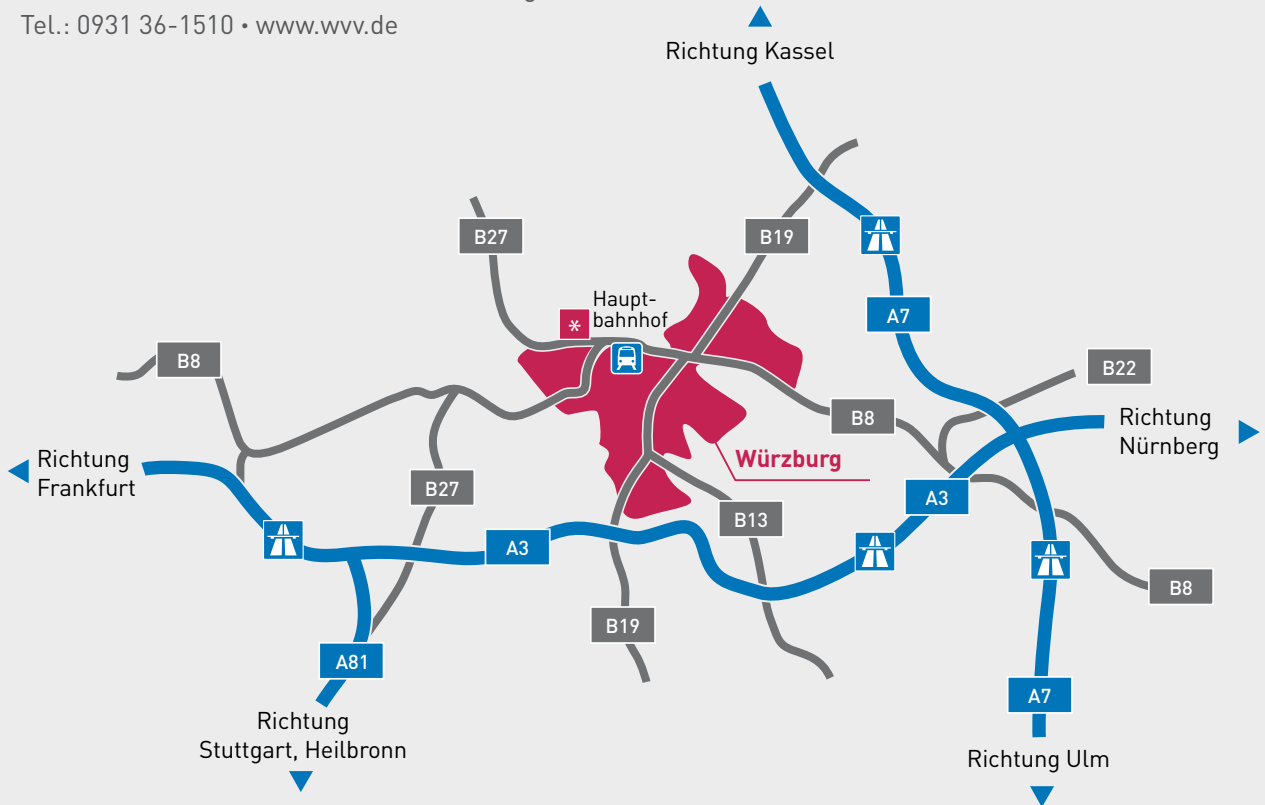 Tel.: 0931 36-1510 • www.wvv.de
Richtung Kassel
B27
B19
Haupt-
bahnhof
*
A7
B8
B22
B8
Richtung
Nürnberg
Würzburg
Richtung
Frankfurt
B27
A3
B13
A3
B8
B19
A81
A7
Richtung
Stuttgart, Heilbronn
Richtung Ulm